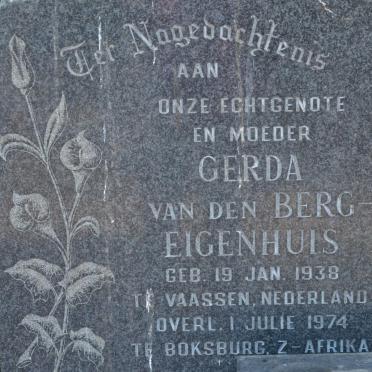 Ter Nagedachtenis
AAN
ONZE ECHTGENOTE
EN MOEDER
GERDA
VAN DEN BERG-
EIGENHUIS
GEB. 19 JAN. 1938
TE VAASSEN, NEDERLAND
OVERL. 1 JULIE 1974
TE BOKSBURG, Z-AFRIKA